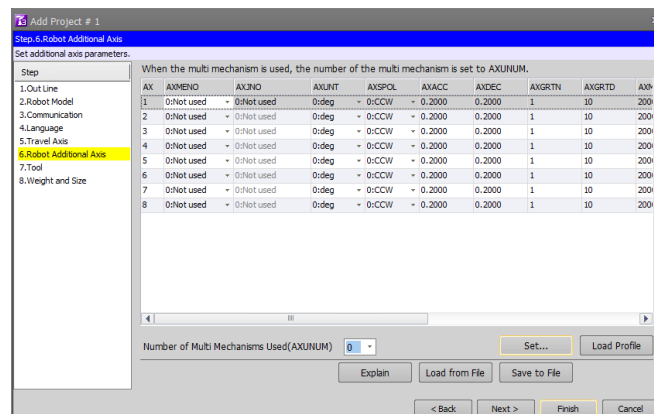 Add Project # 1
Step.6.Robot Additional Axis
Set additional axis parameters.
Step
1.Out Line
2.Robot Model
3.Communication
4.Language
5.Travel Axis
6.Robot Additional Axis
7.Tool
8.Weight and Size
When the multi mechanism is used, the number of the multi mechanism is set to AXUNUM.
AX AXMENO AXJNO AXUNT AXSPOL AXACC AXDEC AXGRTN AXGRTD AXM
1 0:Not used 0:Not used 0:deg 0:CCW 0.2000 0.2000 1 10 2000
2 0:Not used 0:Not used 0:deg 0:CCW 0.2000 0.2000 1 10 2000
3 0:Not used 0:Not used 0:deg 0:CCW 0.2000 0.2000 1 10 2000
4 0:Not used 0:Not used 0:deg 0:CCW 0.2000 0.2000 1 10 2000
5 0:Not used 0:Not used 0:deg 0:CCW 0.2000 0.2000 1 10 2000
6 0:Not used 0:Not used 0:deg 0:CCW 0.2000 0.2000 1 10 2000
7 0:Not used 0:Not used 0:deg 0:CCW 0.2000 0.2000 1 10 2000
8 0:Not used 0:Not used 0:deg 0:CCW 0.2000 0.2000 1 10 2000
Number of Multi Mechanisms Used(AXUNUM) 0 Set... Load Profile
Explain Load from File Save to File
< Back Next > Finish Cancel